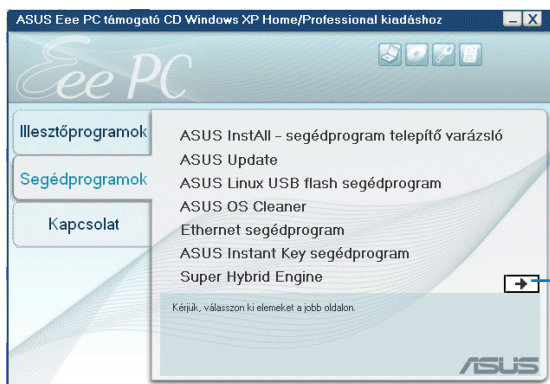 ASUS Eee PC támogató CD Windows XP Home/Professional kiadáshoz
Eee PC
Illesztőprogramok
Segédprogramok
Kapcsolat
ASUS InstAll – segédprogram telepítő varázsló
ASUS Update
ASUS Linux USB flash segédprogram
ASUS OS Cleaner
Ethernet segédprogram
ASUS Instant Key segédprogram
Super Hybrid Engine
Kérjük, válasszon ki elemeket a jobb oldalon.
ASUS